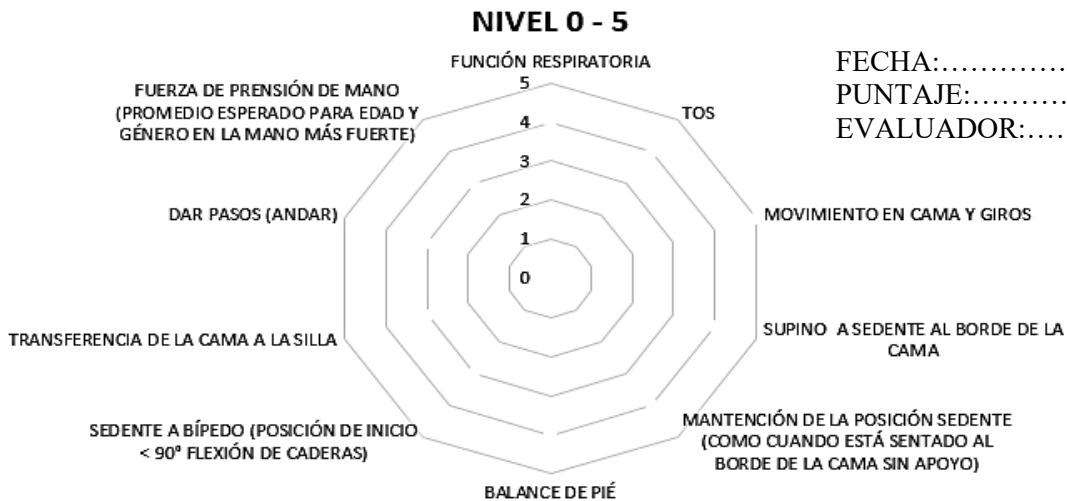 NIVEL 0 - 5
FUNCIÓN RESPIRATORIA
FECHA:.............
PUNTAJE:..........
EVALUADOR:....
FUERZA DE PRENSIÓN DE MANO
(PROMEDIO ESPERADO PARA EDAD Y
GÉNERO EN LA MANO MÁS FUERTE)
5
4
3
2
1
0
TOS
DAR PASOS (ANDAR)
MOVIMIENTO EN CAMA Y GIROS
TRANSFERENCIA DE LA CAMA A LA SILLA
SUPINO A SEDENTE AL BORDE DE LA
CAMA
SEDENTE A BÍPEDO (POSICIÓN DE INICIO
< 90° FLEXIÓN DE CADERAS)
MANTENCIÓN DE LA POSICIÓN SEDENTE
(COMO CUANDO ESTÁ SENTADO AL
BORDE DE LA CAMA SIN APOYO)
BALANCE DE PIÉ